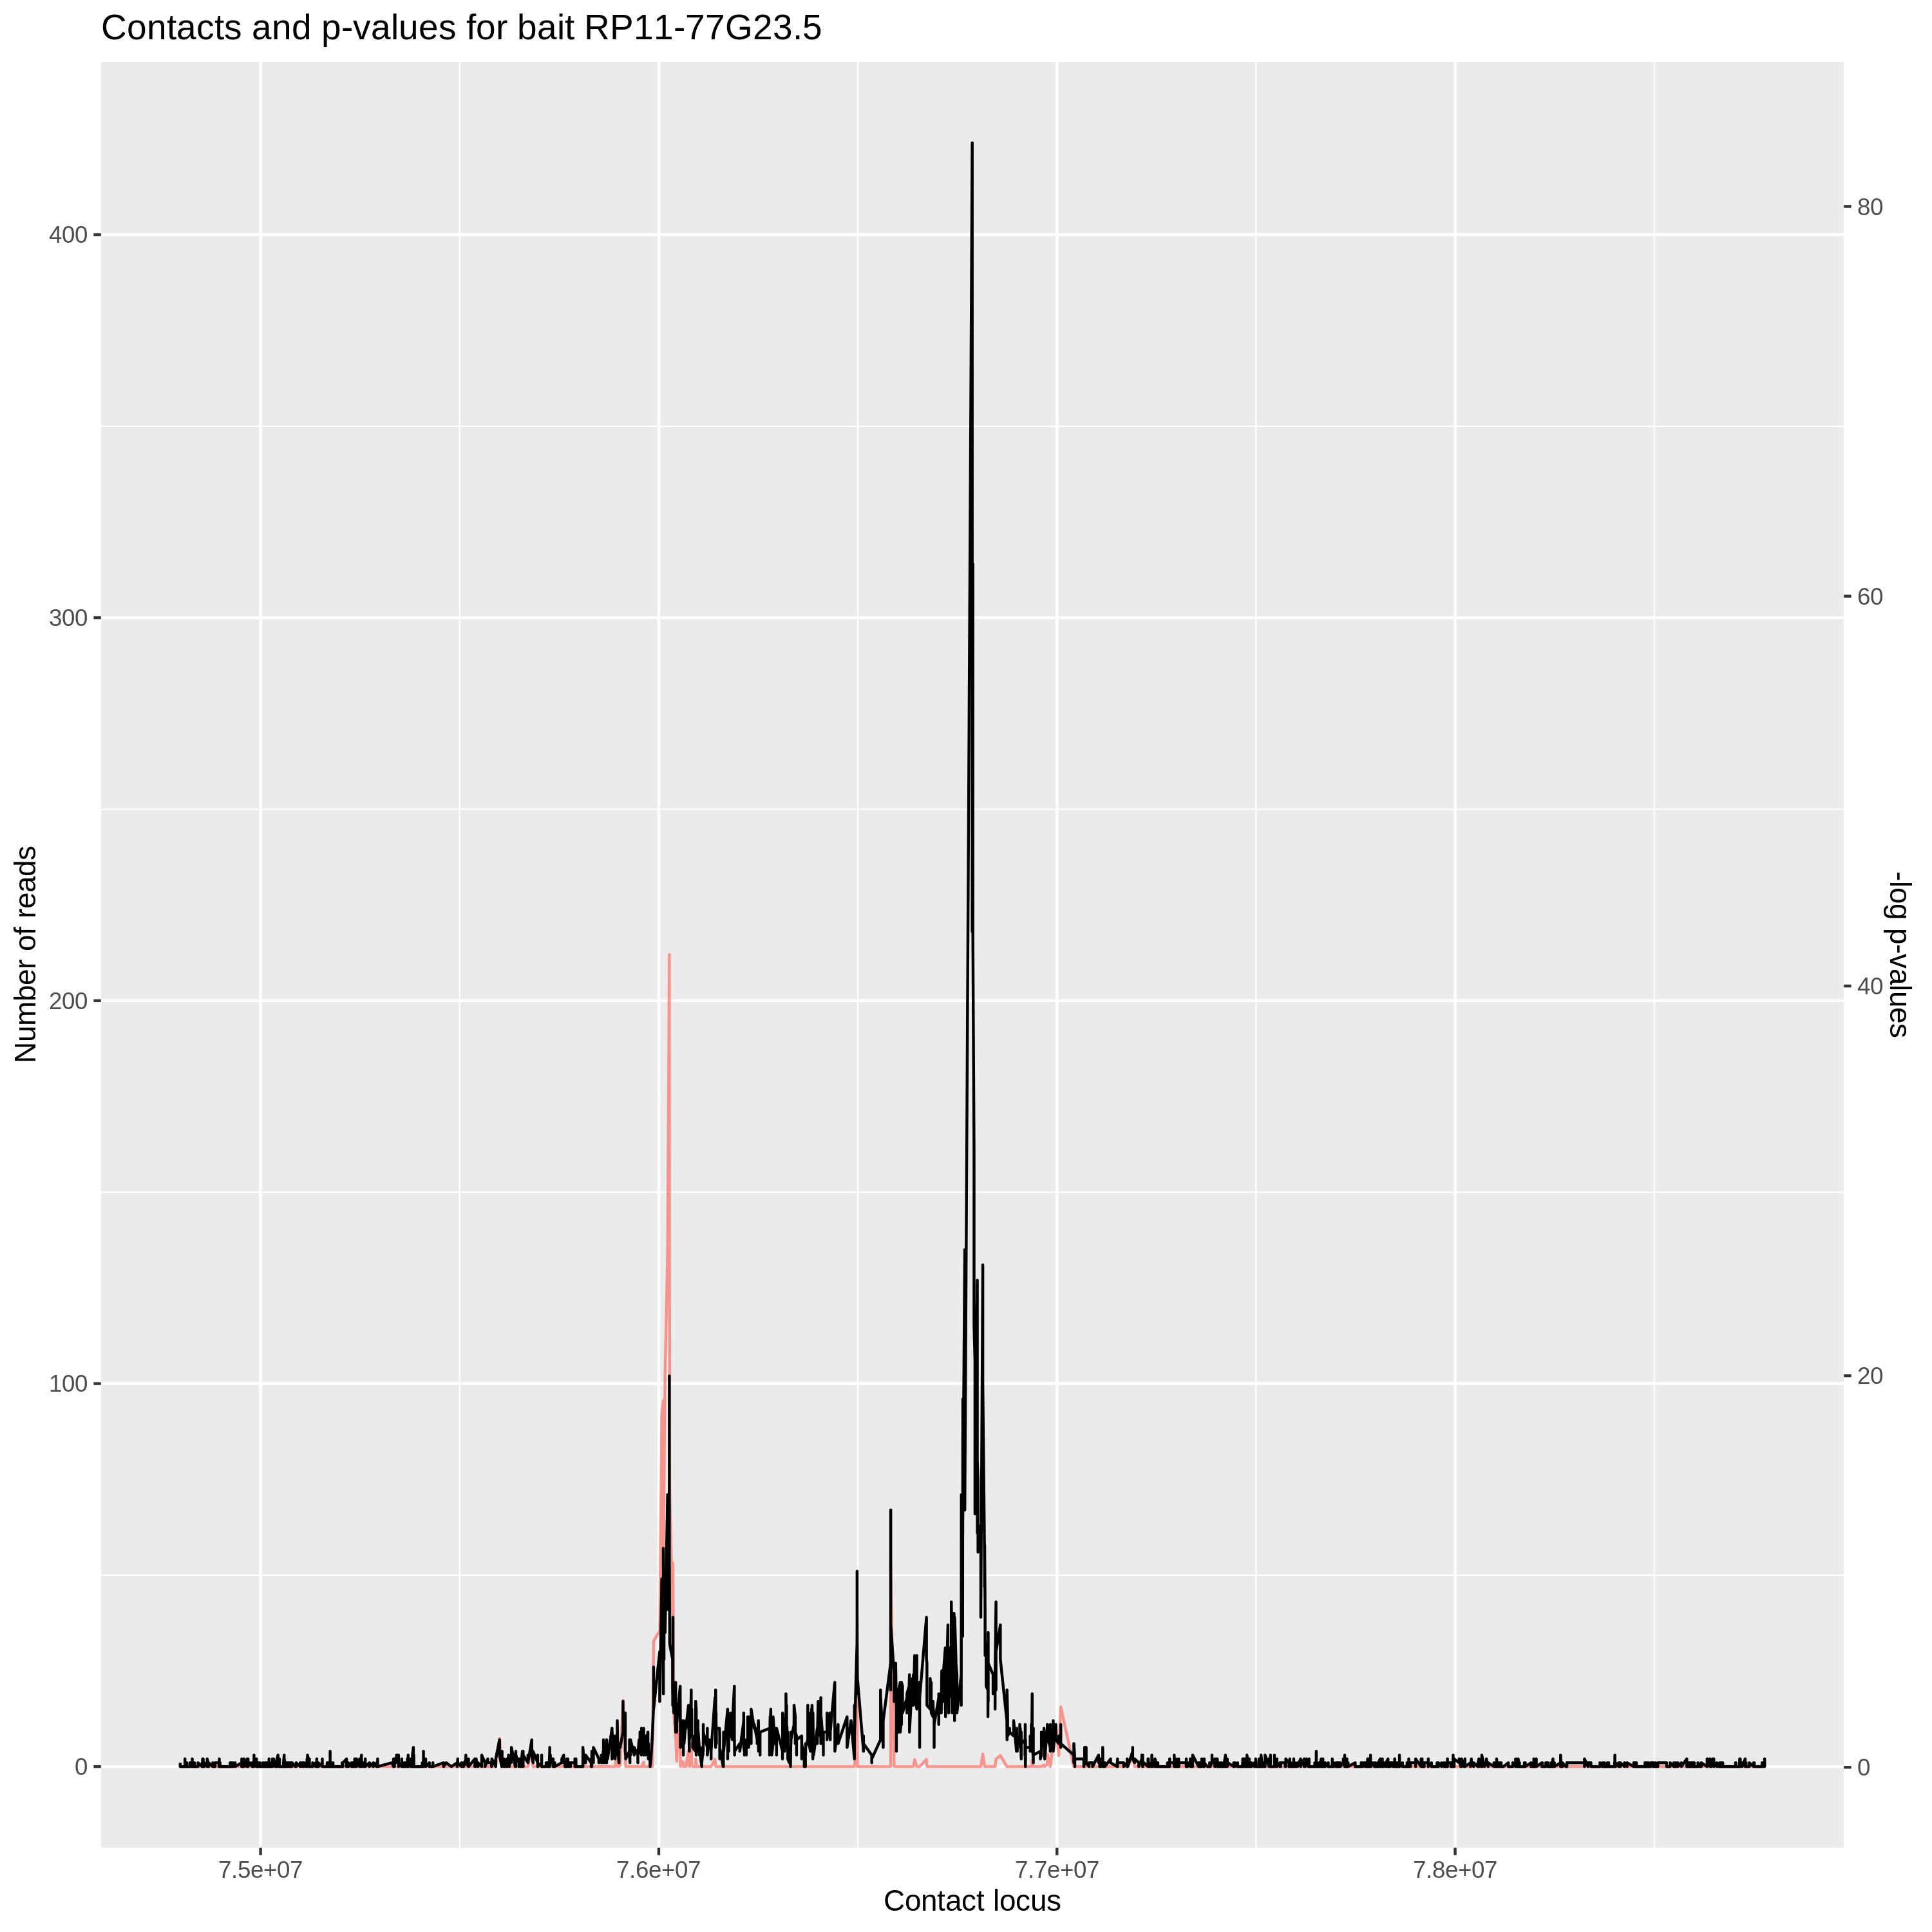 Contacts and p-values for bait RP11-77G23.5
Number of reads
400
300
200
100
0
80
60
40
20
0
-log p-values
7.5e+07
7.6e+07
7.7e+07
7.8e+07
Contact locus